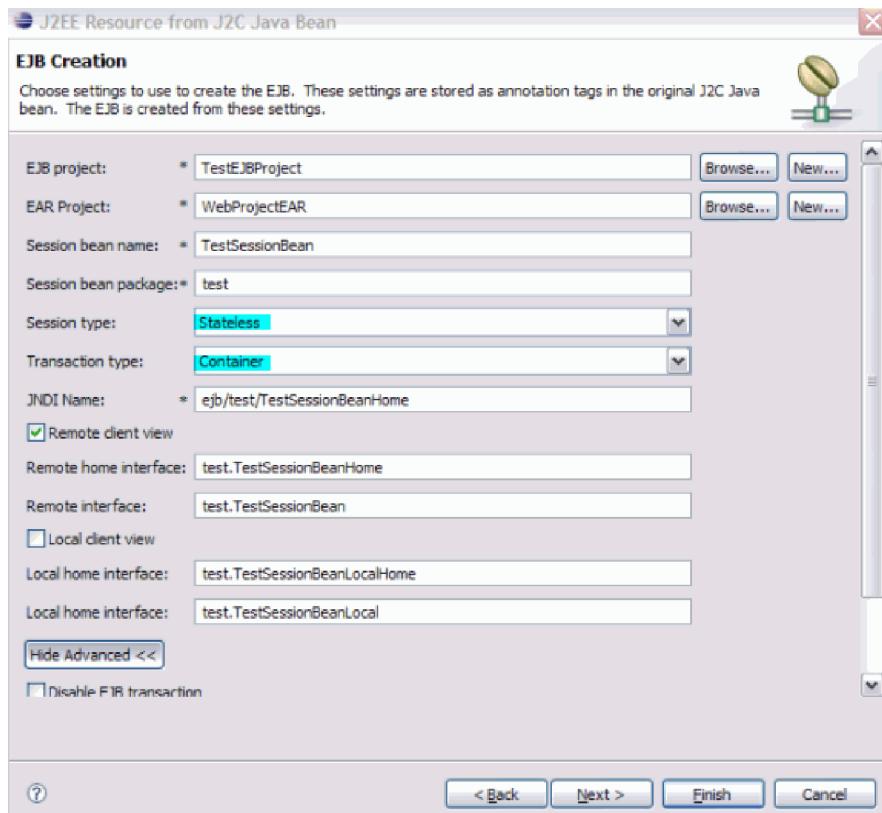 J2EE Resource from J2C Java Bean
EJB Creation
Choose settings to use to create the EJB. These settings are stored as annotation tags in the original J2C Java
bean. The EJB is created from these settings.
EJB project: * TestEJBProject Browse... New...
EAR Project: * WebProjectEAR Browse... New...
Session bean name: * TestSessionBean
Session bean package:* test
Session type: Stateless
Transaction type: Container
JNDI Name: * ejb/test/TestSessionBeanHome
Remote client view
Remote home interface: test.TestSessionBeanHome
Remote interface: test.TestSessionBean
Local client view
Local home interface: test.TestSessionBeanLocalHome
Local home interface: test.TestSessionBeanLocal
Hide Advanced <<
Disable EJB transaction
? < Back Next > Finish Cancel